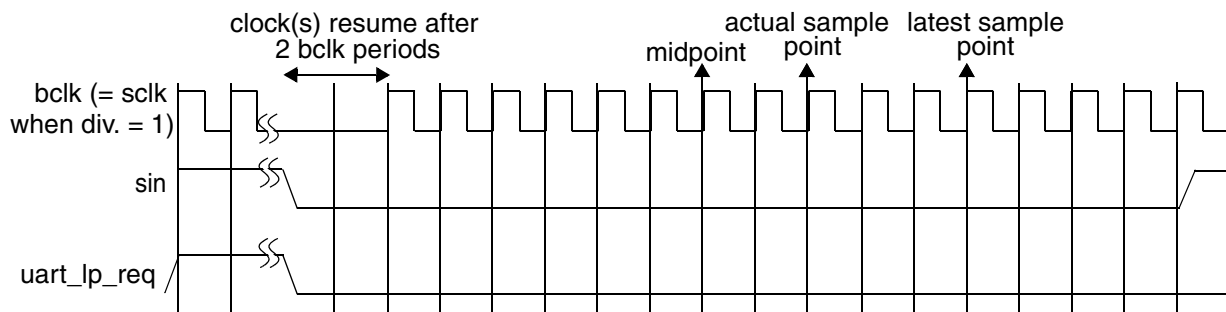 clock(s) resume after
2 bclk periods
midpoint
actual sample
point
latest sample
point
bclk (= sclk
when div. = 1)
sin
uart_lp_req